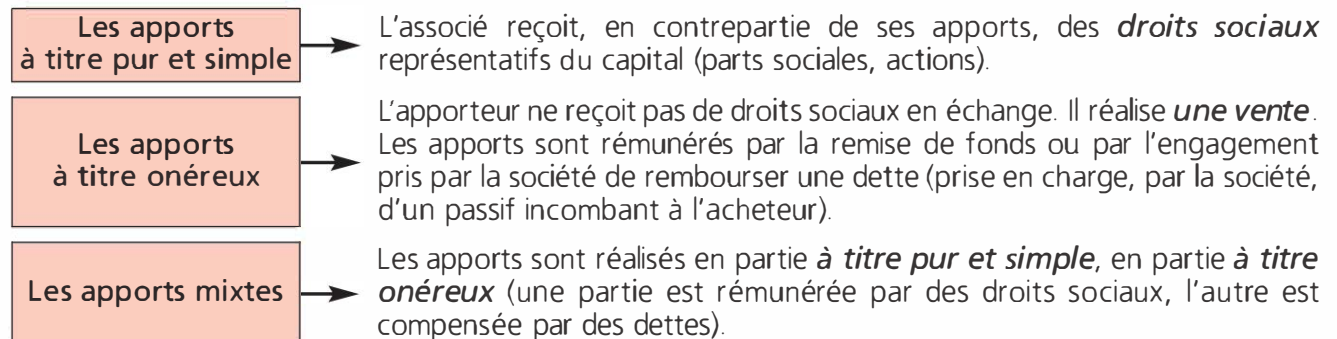 Les apports
à titre pur et simple
L'associé reçoit, en contrepartie de ses apports, des droits sociaux
représentatifs du capital (parts sociales, actions).
Les apports
à titre onéreux
L'apporteur ne reçoit pas de droits sociaux en échange. Il réalise une vente.
Les apports sont rémunérés par la remise de fonds ou par l'engagement
pris par la société de rembourser une dette (prise en charge, par la société,
d'un passif incombant à l'acheteur).
Les apports mixtes
Les apports sont réalisés en partie à titre pur et simple, en partie à titre
onéreux (une partie est rémunérée par des droits sociaux, l'autre est
compensée par des dettes).